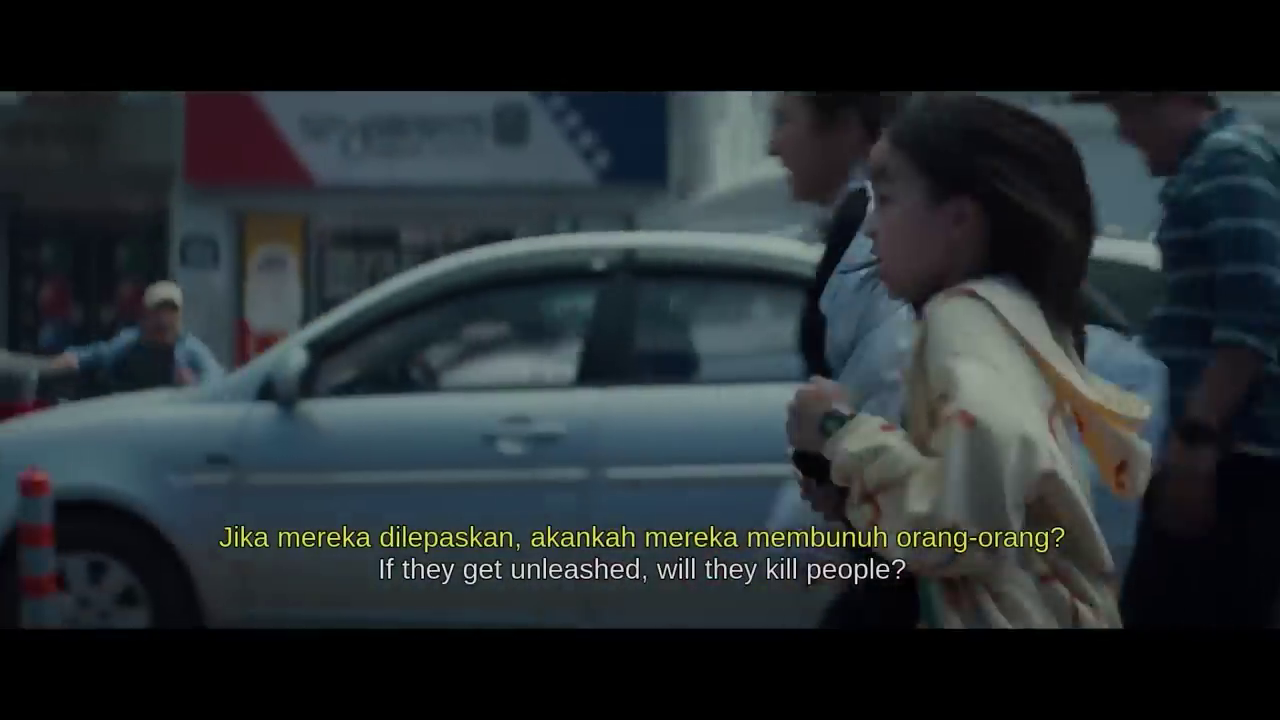 Jika mereka dilepaskan, akankah mereka membunuh orang-orang?
If they get unleashed, will they kill people?